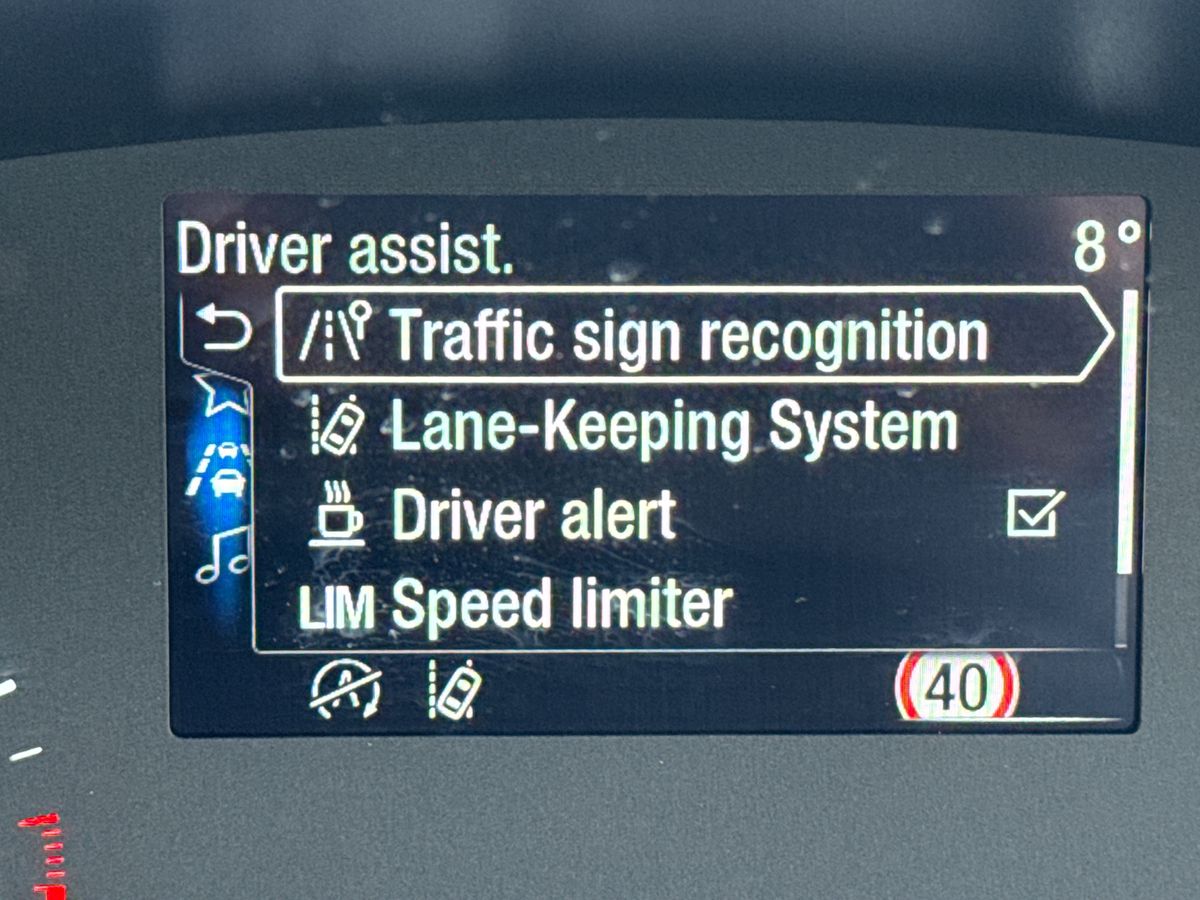 Driver assist. 8°
Traffic sign recognition
Lane-Keeping System
Driver alert
LIM Speed limiter
40